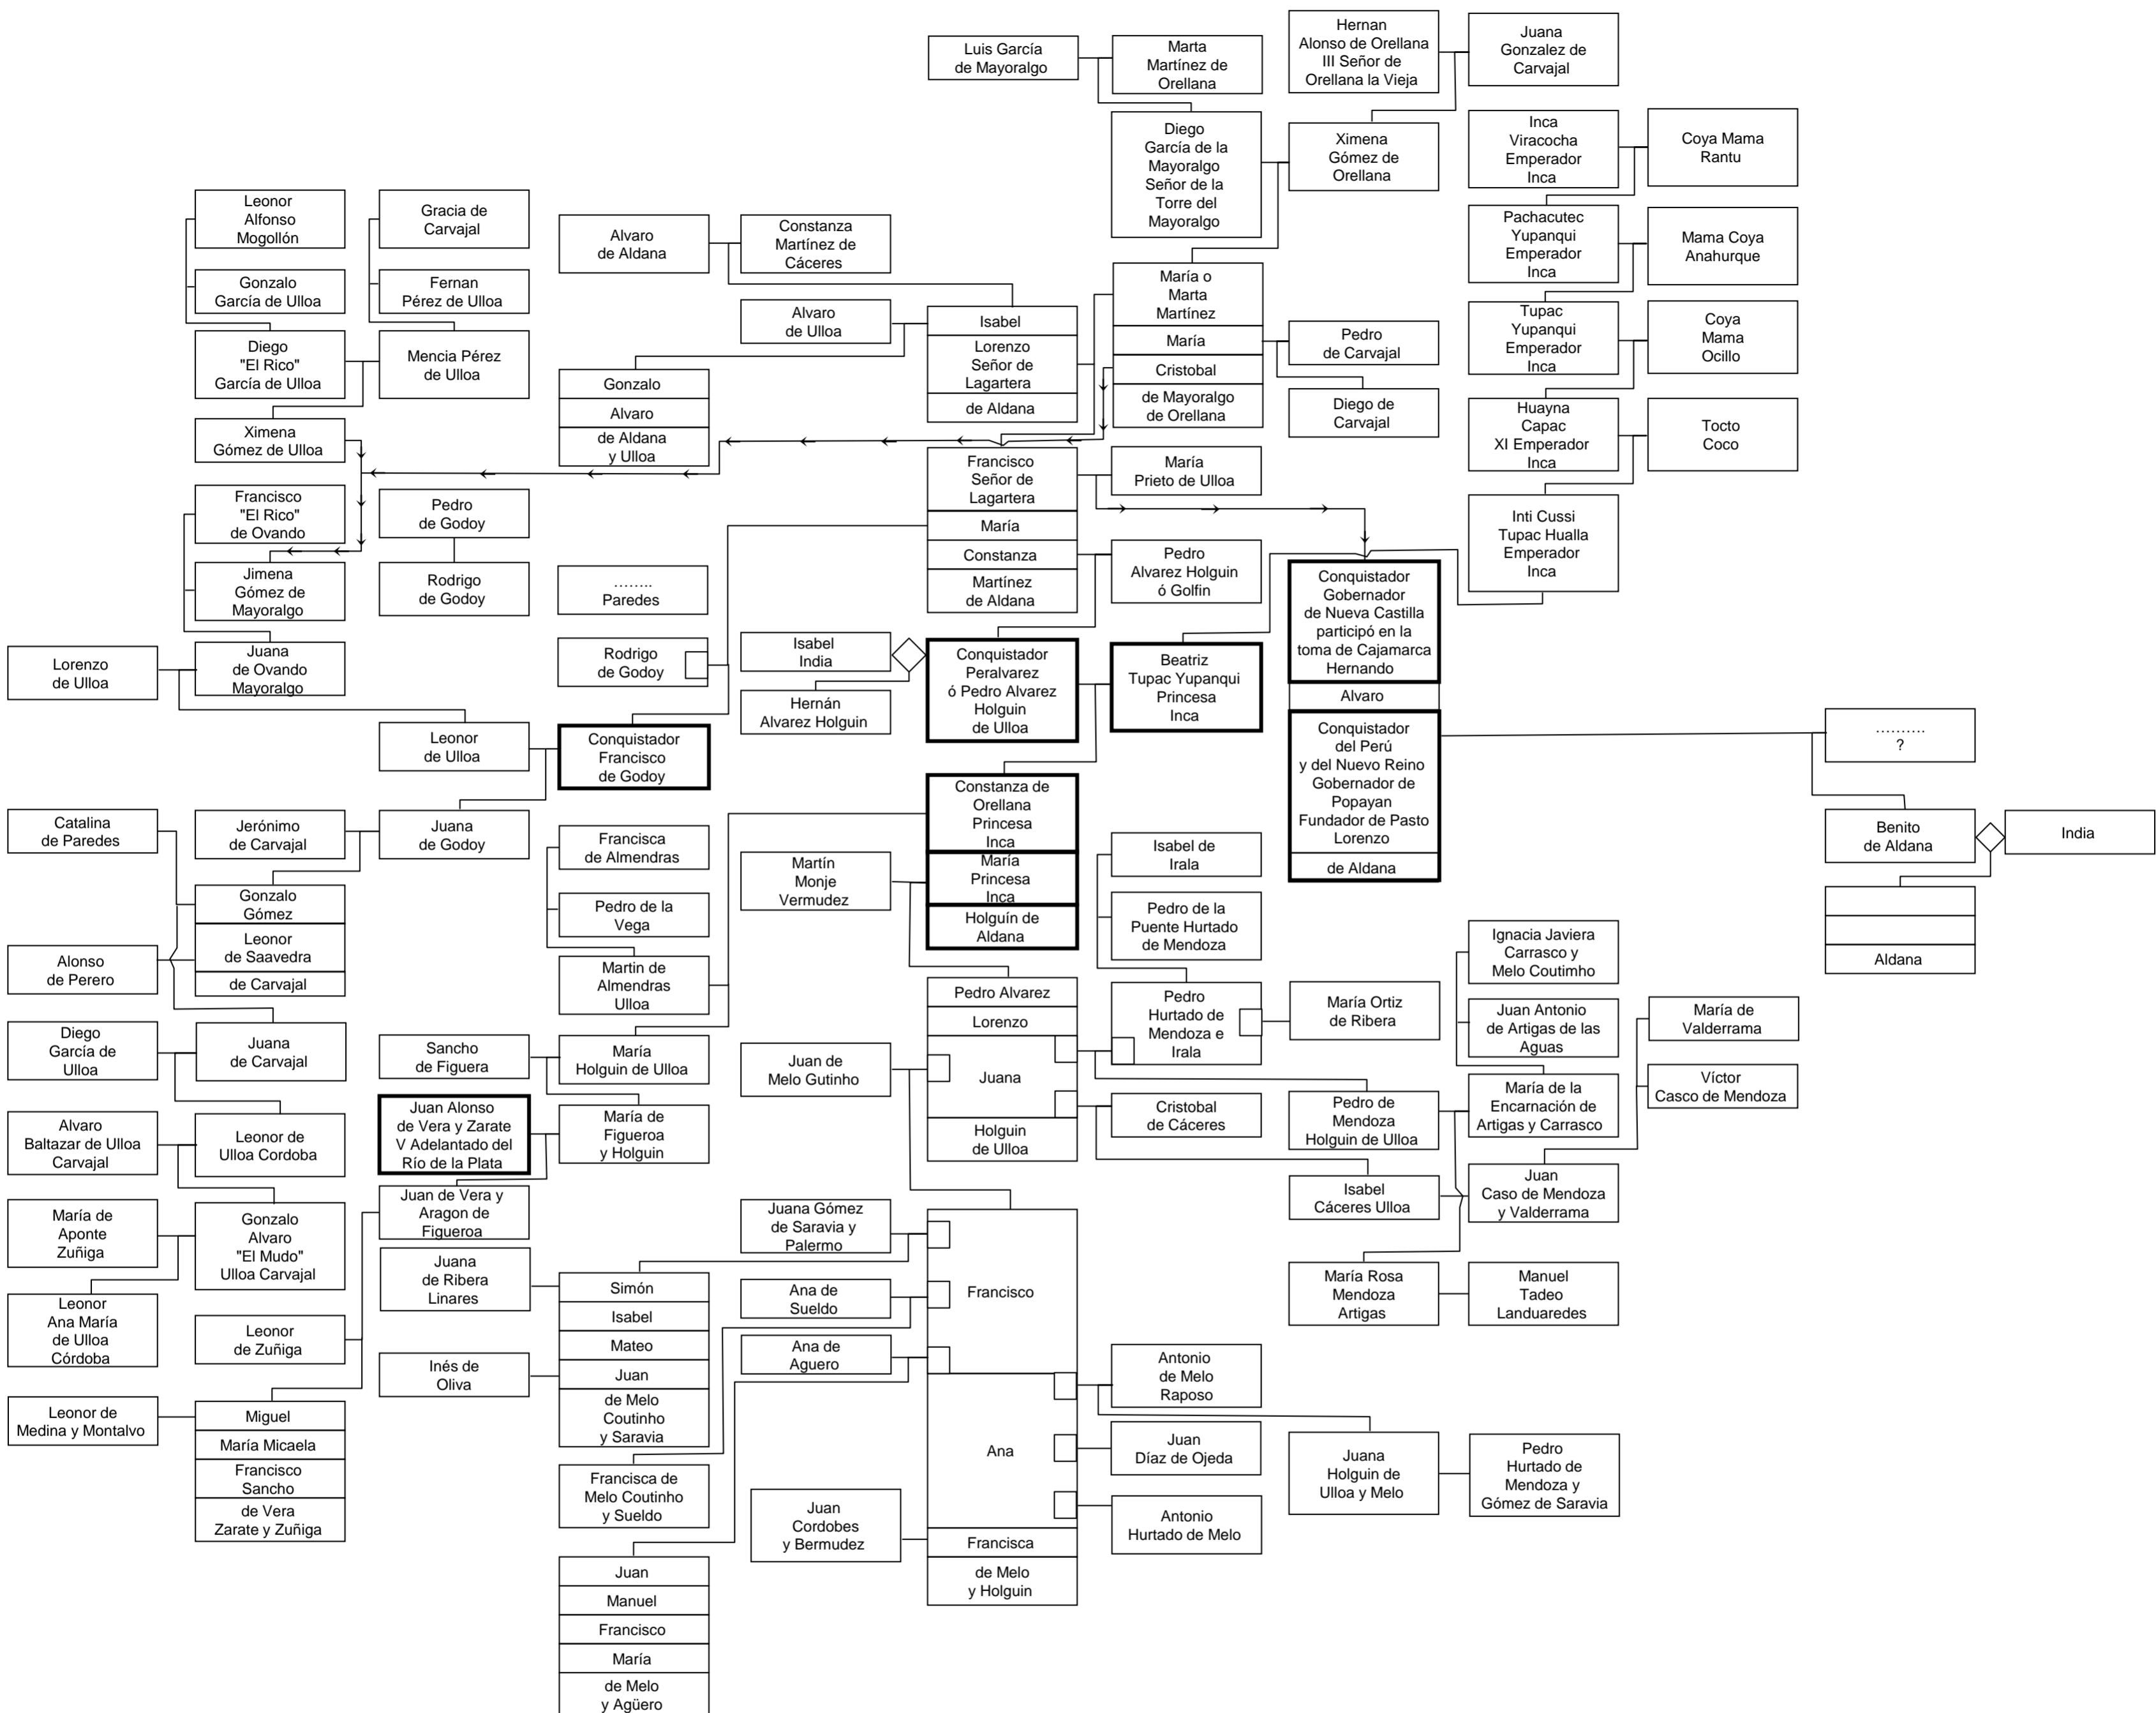 Luis García
de Mayoralgo
Marta
Martínez de
Orellana
Hernan
Alonso de Orellana
III Señor de
Orellana la Vieja
Juana
Gonzalez de
Carvajal
Diego
García de la
Mayoralgo
Señor de la
Torre del
Mayoralgo
Ximena
Gómez de
Orellana
Inca
Viracocha
Emperador
Inca
Coya Mama
Rantu
Leonor
Alfonso
Mogollón
Gracia de
Carvajal
Alvaro
de Aldana
Constanza
Martínez de
Cáceres
Pachacutec
Yupanqui
Emperador
Inca
Mama Coya
Anahurque
Gonzalo
García de Ulloa
Fernan
Pérez de Ulloa
Alvaro
de Ulloa
Isabel
Lorenzo
Señor de
Lagartera
de Aldana
María o
Marta
Martínez
María
Cristobal
de Mayoralgo
de Orellana
Pedro
de Carvajal
Diego de
Carvajal
Tupac
Yupanqui
Emperador
Inca
Coya
Mama
Ocillo
Diego
"El Rico"
García de Ulloa
Mencia Pérez
de Ulloa
Gonzalo
Alvaro
de Aldana
y Ulloa
Huayna
Capac
XI Emperador
Inca
Tocto
Coco
Ximena
Gómez de Ulloa
Francisco
Señor de
Lagartera
María
Constanza
Martínez
de Aldana
María
Prieto de Ulloa
Francisco
"El Rico"
de Ovando
Pedro
de Godoy
Inti Cussi
Tupac Hualla
Emperador
Inca
Jimena
Gómez de
Mayoralgo
Rodrigo
de Godoy
........
Paredes
Pedro
Alvarez Holguin
ó Golfin
Conquistador
Gobernador
de Nueva Castilla
participó en la
toma de Cajamarca
Hernando
Alvaro
Conquistador
del Perú
y del Nuevo Reino
Gobernador de
Popayan
Fundador de Pasto
Lorenzo
de Aldana
Lorenzo
de Ulloa
Juana
de Ovando
Mayoralgo
Rodrigo
de Godoy
Isabel
India
Hernán
Alvarez Holguin
Conquistador
Peralvarez
ó Pedro Alvarez
Holguin
de Ulloa
Beatriz
Tupac Yupanqui
Princesa
Inca
Leonor
de Ulloa
Conquistador
Francisco
de Godoy
..........
?
Catalina
de Paredes
Jerónimo
de Carvajal
Juana
de Godoy
Francisca
de Almendras
Martín
Monje
Vermudez
Constanza de
Orellana
Princesa
Inca
María
Princesa
Inca
Holguín de
Aldana
Isabel de
Irala
Benito
de Aldana
India
Aldana
Gonzalo
Gómez
Leonor
de Saavedra
de Carvajal
Pedro de la
Vega
Pedro de la
Puente Hurtado
de Mendoza
Ignacia Javiera
Carrasco y
Melo Coutimho
Alonso
de Perero
Martin de
Almendras
Ulloa
Pedro Alvarez
Lorenzo
Juana
Holguin
de Ulloa
Pedro
Hurtado de
Mendoza e
Irala
María Ortiz
de Ribera
Juan Antonio
de Artigas de las
Aguas
María de
Valderrama
Diego
García de
Ulloa
Juana
de Carvajal
Sancho
de Figuera
María
Holguin de Ulloa
Juan de
Melo Gutinho
Víctor
Casco de Mendoza
Alvaro
Baltazar de Ulloa
Carvajal
Leonor de
Ulloa Cordoba
Juan Alonso
de Vera y Zarate
V Adelantado del
Río de la Plata
María de
Figueroa
y Holguin
Cristobal
de Cáceres
Pedro de
Mendoza
Holguin de Ulloa
María de la
Encarnación de
Artigas y Carrasco
María de
Aponte
Zuñiga
Gonzalo
Alvaro
"El Mudo"
Ulloa Carvajal
Juan de Vera y
Aragon de
Figueroa
Juana Gómez
de Saravia y
Palermo
Isabel
Cáceres Ulloa
Juan
Caso de Mendoza
y Valderrama
Juana
de Ribera
Linares
Simón
Isabel
Mateo
Juan
de Melo
Coutinho
y Saravia
Ana de
Sueldo
Francisco
Ana
Francisca
de Melo
y Holguin
María Rosa
Mendoza
Artigas
Manuel
Tadeo
Landuaredes
Leonor
Ana María
de Ulloa
Córdoba
Leonor
de Zuñiga
Inés de
Oliva
Ana de
Aguero
Antonio
de Melo
Raposo
Leonor de
Medina y Montalvo
Miguel
María Micaela
Francisco
Sancho
de Vera
Zarate y Zuñiga
Francisca de
Melo Coutinho
y Sueldo
Juan
Díaz de Ojeda
Juana
Holguin de
Ulloa y Melo
Pedro
Hurtado de
Mendoza y
Gómez de Saravia
Juan
Cordobes
y Bermudez
Antonio
Hurtado de Melo
Juan
Manuel
Francisco
María
de Melo
y Agüero